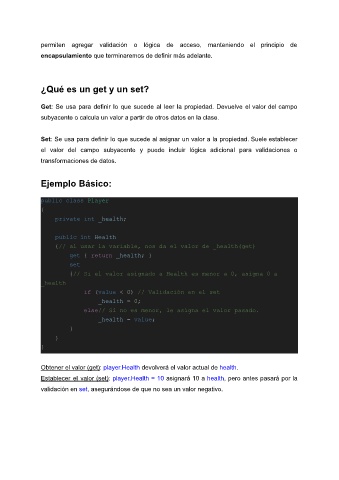 permiten agregar validación o lógica de acceso, manteniendo el principio de
encapsulamiento que terminaremos de definir más adelante.
¿Qué es un get y un set?
Get: Se usa para definir lo que sucede al leer la propiedad. Devuelve el valor del campo
subyacente o calcula un valor a partir de otros datos en la clase.
Set: Se usa para definir lo que sucede al asignar un valor a la propiedad. Suele establecer
el valor del campo subyacente y puede incluir lógica adicional para validaciones o
transformaciones de datos.
Ejemplo Básico:
public class Player
{
private int _health;
public int Health
{// al usar la variable, nos da el valor de _health(get)
get { return _health; }
set
{// Si el valor asignado a Health es menor a 0, asigna 0 a
_health
if (value < 0) // Validación en el set
_health = 0;
else// si no es menor, le asigna el valor pasado.
_health = value;
}
}
}
Obtener el valor (get): player.Health devolverá el valor actual de health.
Establecer el valor (set): player.Health = 10 asignará 10 a health, pero antes pasará por la
validación en set, asegurándose de que no sea un valor negativo.